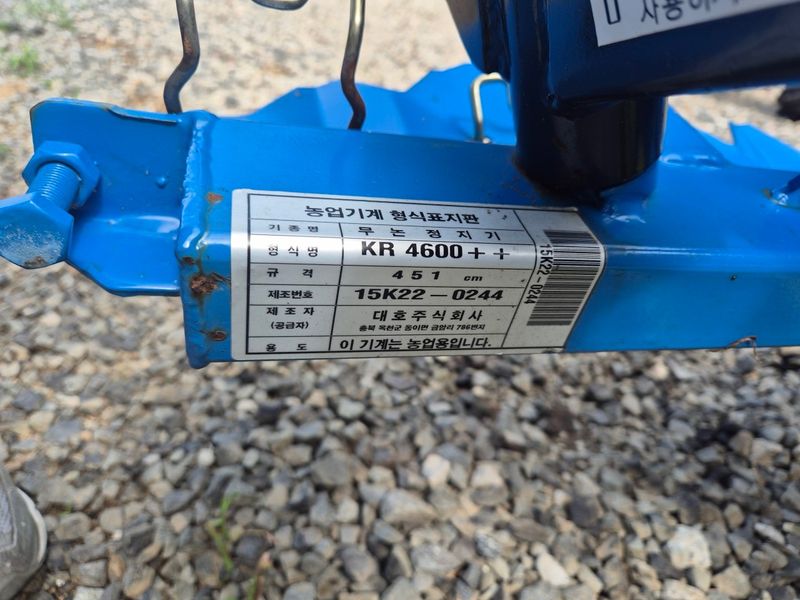 사용하
농업기계 형식표지판
기종명 무논정지기
형식명 KR 4600++
규격 451 cm
제조번호 15K22-0244
제조자 (공급자) 대호주식회사
충북 옥천군 동이면 금암리 786번지
용도 이 기계는 농업용입니다.
15K22-0244